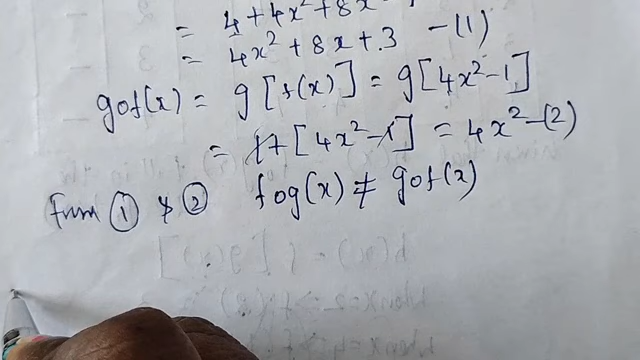 = 4 + 4x² + 8x
= 4x² + 8x + 3 - (1)
gof(x) = g[f(x)] = g[4x²-1]
= 1+[4x²-1] = 4x² -(2)
From ① & ② fog(x) ≠ gof(x)